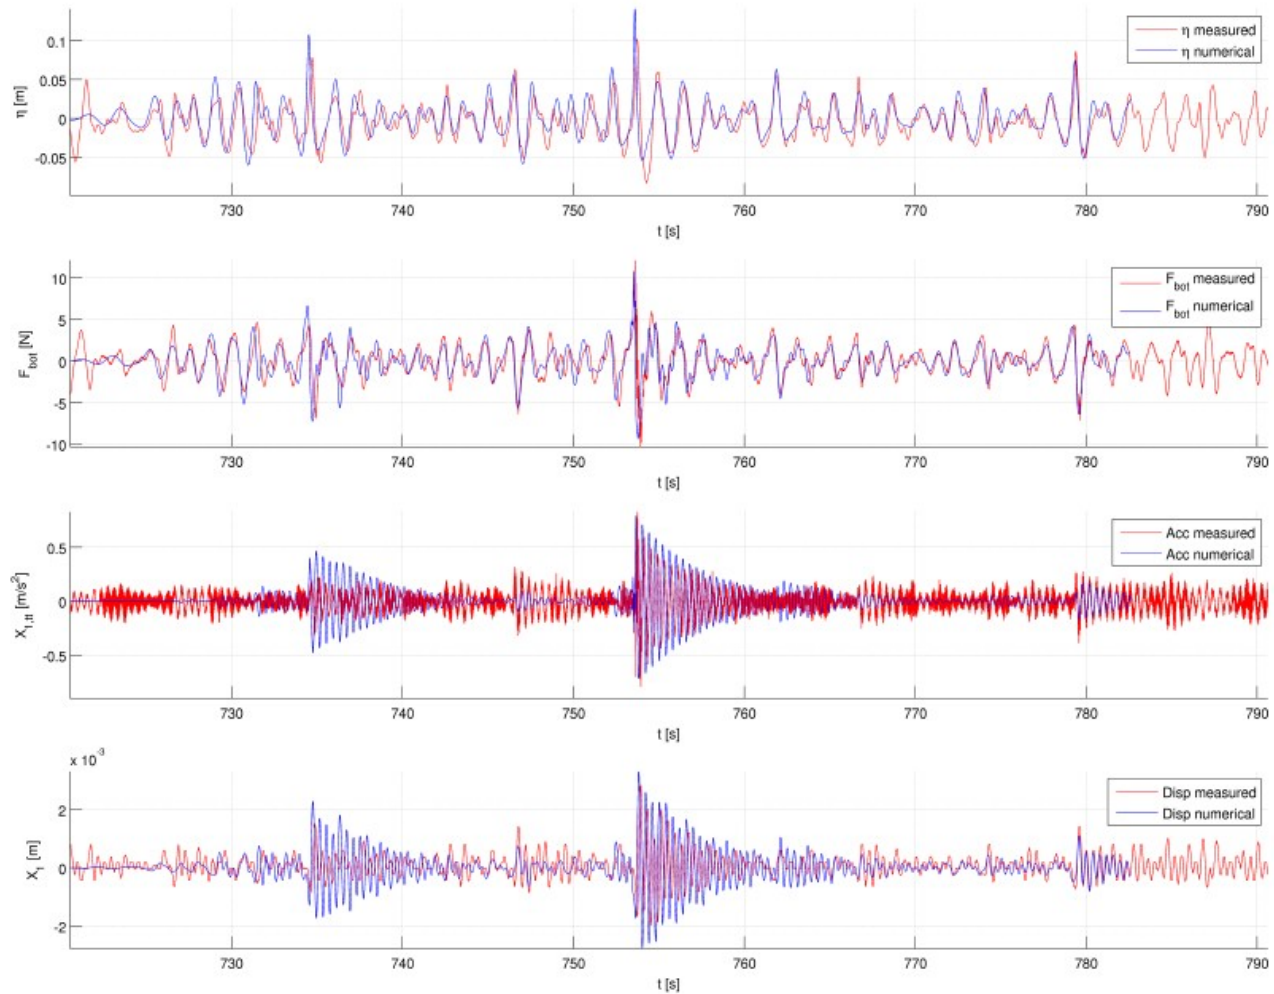 η measured
η numerical
0.1
0.05
0
-0.05
η [m]
730 740 750 760 770 780 790
t [s]
F_bot measured
F_bot numerical
10
5
0
-5
-10
F_bot [N]
730 740 750 760 770 780 790
t [s]
Acc measured
Acc numerical
0.5
0
-0.5
X_1,tt [m/s²]
730 740 750 760 770 780 790
t [s]
x 10⁻³
Disp measured
Disp numerical
2
0
-2
X_1 [m]
730 740 750 760 770 780 790
t [s]